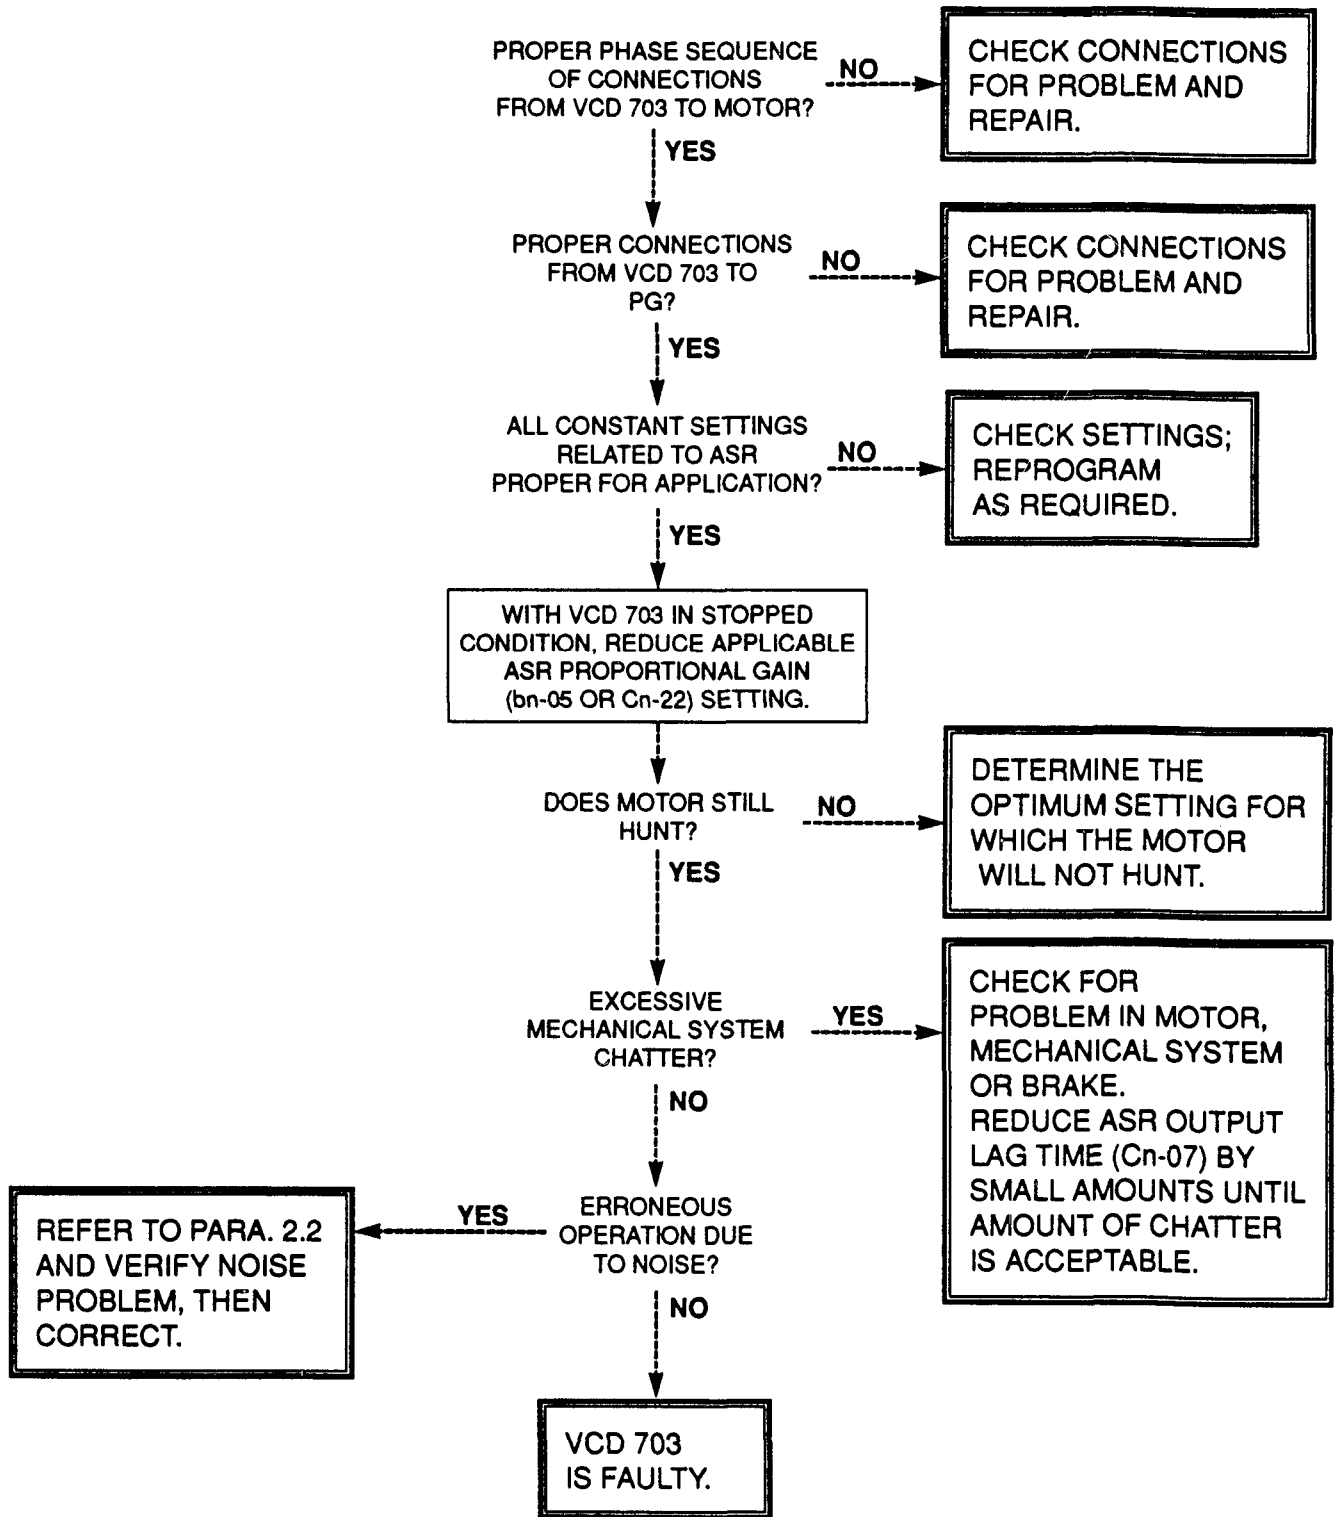 PROPER PHASE SEQUENCE
OF CONNECTIONS
FROM VCD 703 TO MOTOR?
NO
CHECK CONNECTIONS
FOR PROBLEM AND
REPAIR.
YES
PROPER CONNECTIONS
FROM VCD 703 TO
PG?
NO
CHECK CONNECTIONS
FOR PROBLEM AND
REPAIR.
YES
ALL CONSTANT SETTINGS
RELATED TO ASR
PROPER FOR APPLICATION?
NO
CHECK SETTINGS;
REPROGRAM
AS REQUIRED.
YES
WITH VCD 703 IN STOPPED
CONDITION, REDUCE APPLICABLE
ASR PROPORTIONAL GAIN
(bn-05 OR Cn-22) SETTING.
DOES MOTOR STILL
HUNT?
NO
DETERMINE THE
OPTIMUM SETTING FOR
WHICH THE MOTOR
WILL NOT HUNT.
YES
EXCESSIVE
MECHANICAL SYSTEM
CHATTER?
YES
CHECK FOR
PROBLEM IN MOTOR,
MECHANICAL SYSTEM
OR BRAKE.
REDUCE ASR OUTPUT
LAG TIME (Cn-07) BY
SMALL AMOUNTS UNTIL
AMOUNT OF CHATTER
IS ACCEPTABLE.
NO
ERRONEOUS
OPERATION DUE
TO NOISE?
YES
REFER TO PARA. 2.2
AND VERIFY NOISE
PROBLEM, THEN
CORRECT.
NO
VCD 703
IS FAULTY.